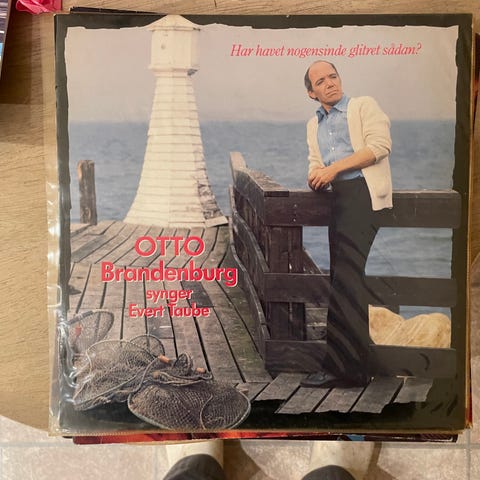 Har havet nogensinde glitret sådan?
OTTO
Brandenburg
synger
Evert Taube